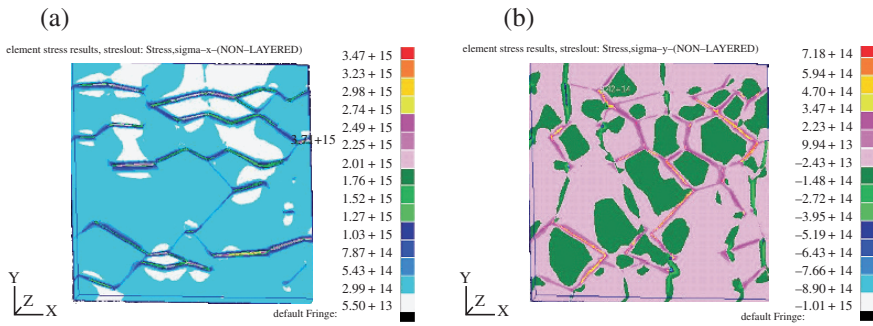 (a)
element stress results, streslout: Stress,sigma–x–(NON–LAYERED)
3.47 + 15
3.23 + 15
2.98 + 15
2.74 + 15
2.49 + 15
2.25 + 15
2.01 + 15
1.76 + 15
1.52 + 15
1.27 + 15
1.03 + 15
7.87 + 14
5.43 + 14
2.99 + 14
5.50 + 13
default Fringe:
Y
Z
X
(b)
element stress results, streslout: Stress,sigma–y–(NON–LAYERED)
7.18 + 14
5.94 + 14
4.70 + 14
3.47 + 14
2.23 + 14
9.94 + 13
–2.43 + 13
–1.48 + 14
–2.72 + 14
–3.95 + 14
–5.19 + 14
–6.43 + 14
–7.66 + 14
–8.90 + 14
–1.01 + 15
default Fringe:
Y
Z
X